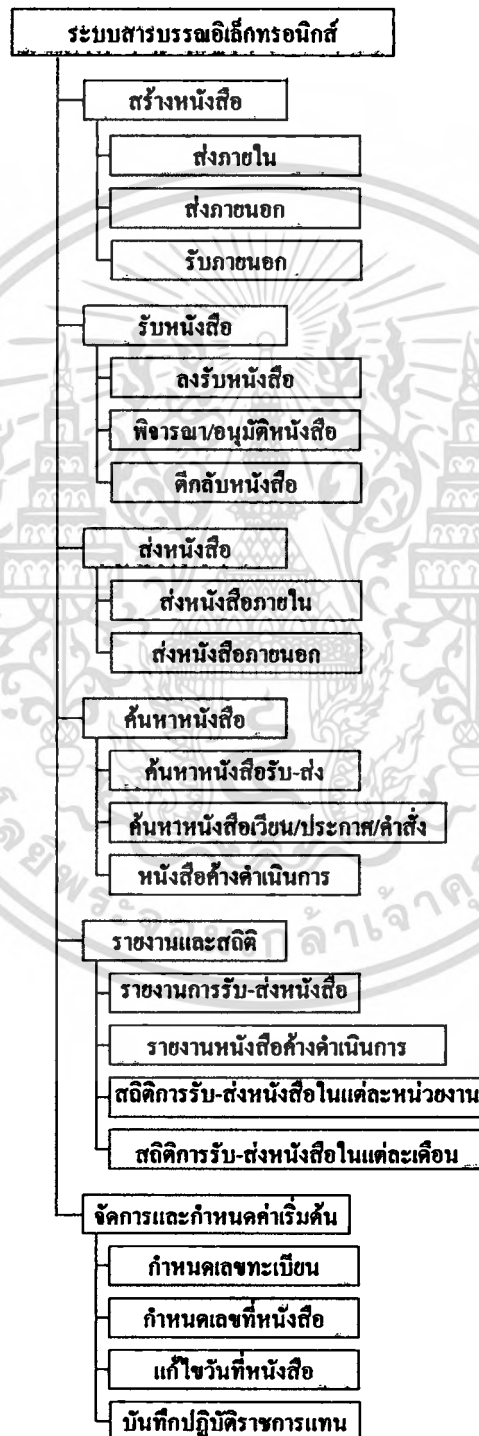 ระบบสารบรรณอิเล็กทรอนิกส์
สร้างหนังสือ
ส่งภายใน
ส่งภายนอก
รับภายนอก
รับหนังสือ
ลงรับหนังสือ
พิจารณา/อนุมัติหนังสือ
ตีกลับหนังสือ
ส่งหนังสือ
ส่งหนังสือภายใน
ส่งหนังสือภายนอก
ค้นหาหนังสือ
ค้นหาหนังสือรับ-ส่ง
ค้นหาหนังสือเวียน/ประกาศ/คำสั่ง
หนังสือค้างดำเนินการ
รายงานและสถิติ
รายงานการรับ-ส่งหนังสือ
รายงานหนังสือค้างดำเนินการ
สถิติการรับ-ส่งหนังสือในแต่ละหน่วยงาน
สถิติการรับ-ส่งหนังสือในแต่ละเดือน
จัดการและกำหนดค่าเริ่มต้น
กำหนดเลขทะเบียน
กำหนดเลขที่หนังสือ
แก้ไขวันที่หนังสือ
บันทึกปฏิบัติราชการแทน